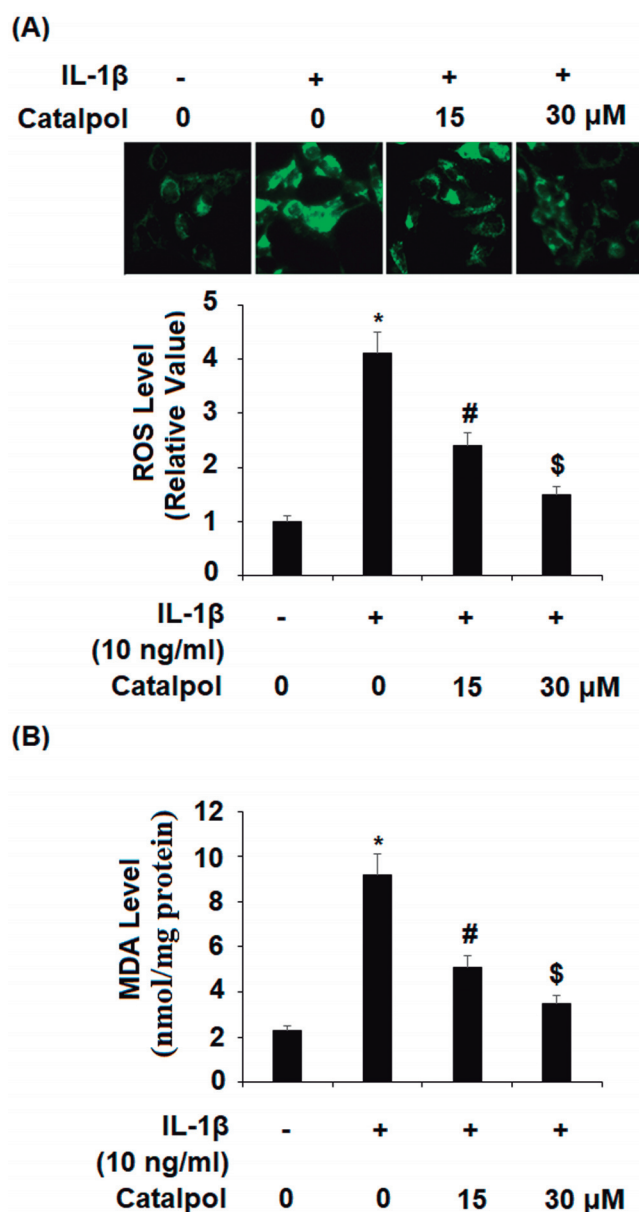 (A)
IL-1β - + + +
Catalpol 0 0 15 30 μM
5
4
3
2
1
0
ROS Level
(Relative Value)
*
#
$
IL-1β - + + +
(10 ng/ml)
Catalpol 0 0 15 30 μM
(B)
12
10
8
6
4
2
0
MDA Level
(nmol/mg protein)
*
#
$
IL-1β - + + +
(10 ng/ml)
Catalpol 0 0 15 30 μM